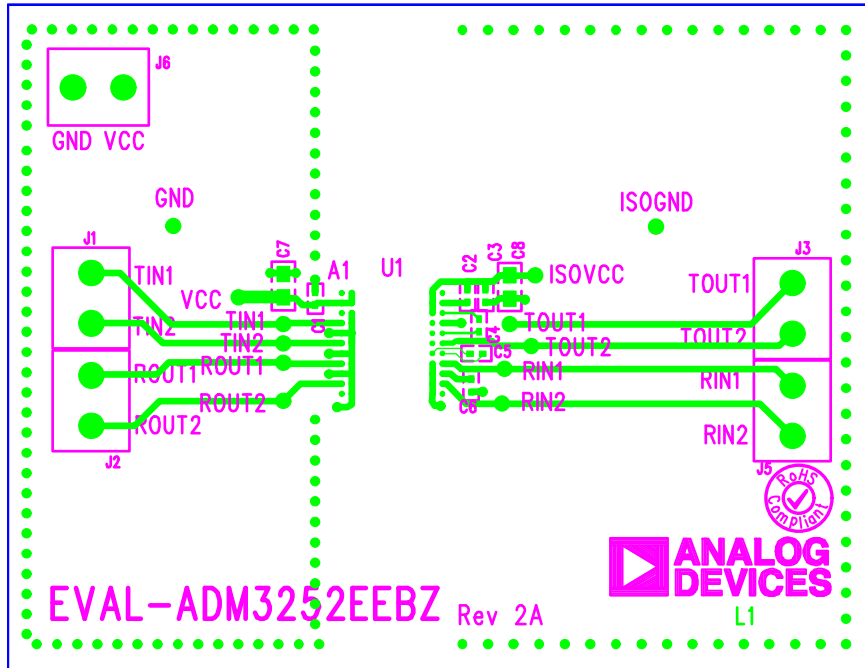 J6
GND VCC
GND
ISOGND
J1
J3
C7
A1
U1
C2
C3
C8
TIN1
ISOVCC
TOUT1
VCC
C1
TIN2
TIN1
TOUT1
C4
TOUT2
TIN2
TOUT2
C5
ROUT1
ROUT1
RIN1
RIN1
ROUT2
RIN2
C6
ROUT2
RIN2
J2
J5
RoHS
Compliant
ANALOG
DEVICES
EVAL-ADM3252EEBZ Rev 2A
L1